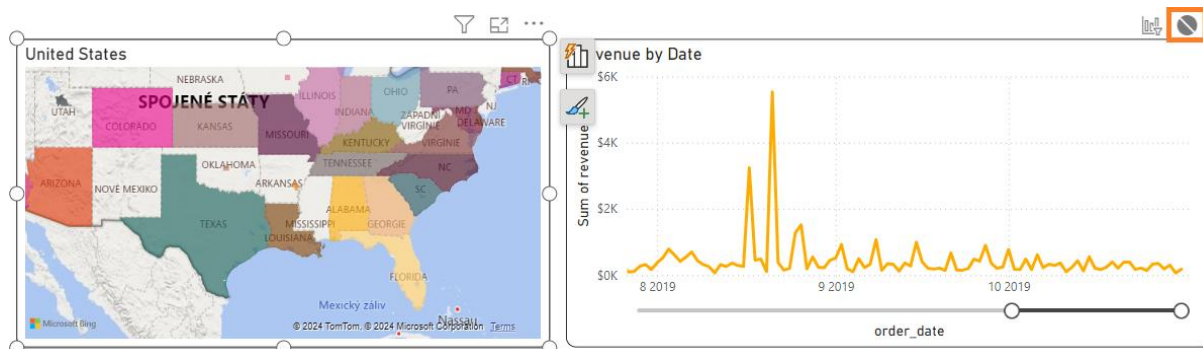 United States
NEBRASKA
UTAH
SPOJENÉ STÁTY
COLORADO
KANSAS
MISSOURI
ILLINOIS
INDIANA
OHIO
PA
CT
NJ
MD
DELAWARE
ZÁPADNÍ
VIRGÍNIE
KENTUCKY
VIRGÍNIE
ARIZONA
NOVÉ MEXIKO
OKLAHOMA
ARKANSAS
TENNESSEE
NC
SC
TEXAS
LOUISIANA
MISSISSIPPI
ALABAMA
GEORGIE
FLORIDA
Mexický záliv
Nassau
Microsoft Bing
© 2024 TomTom, © 2024 Microsoft Corporation Terms
venue by Date
Sum of revenue
$6K
$4K
$2K
$0K
8 2019
9 2019
10 2019
order_date